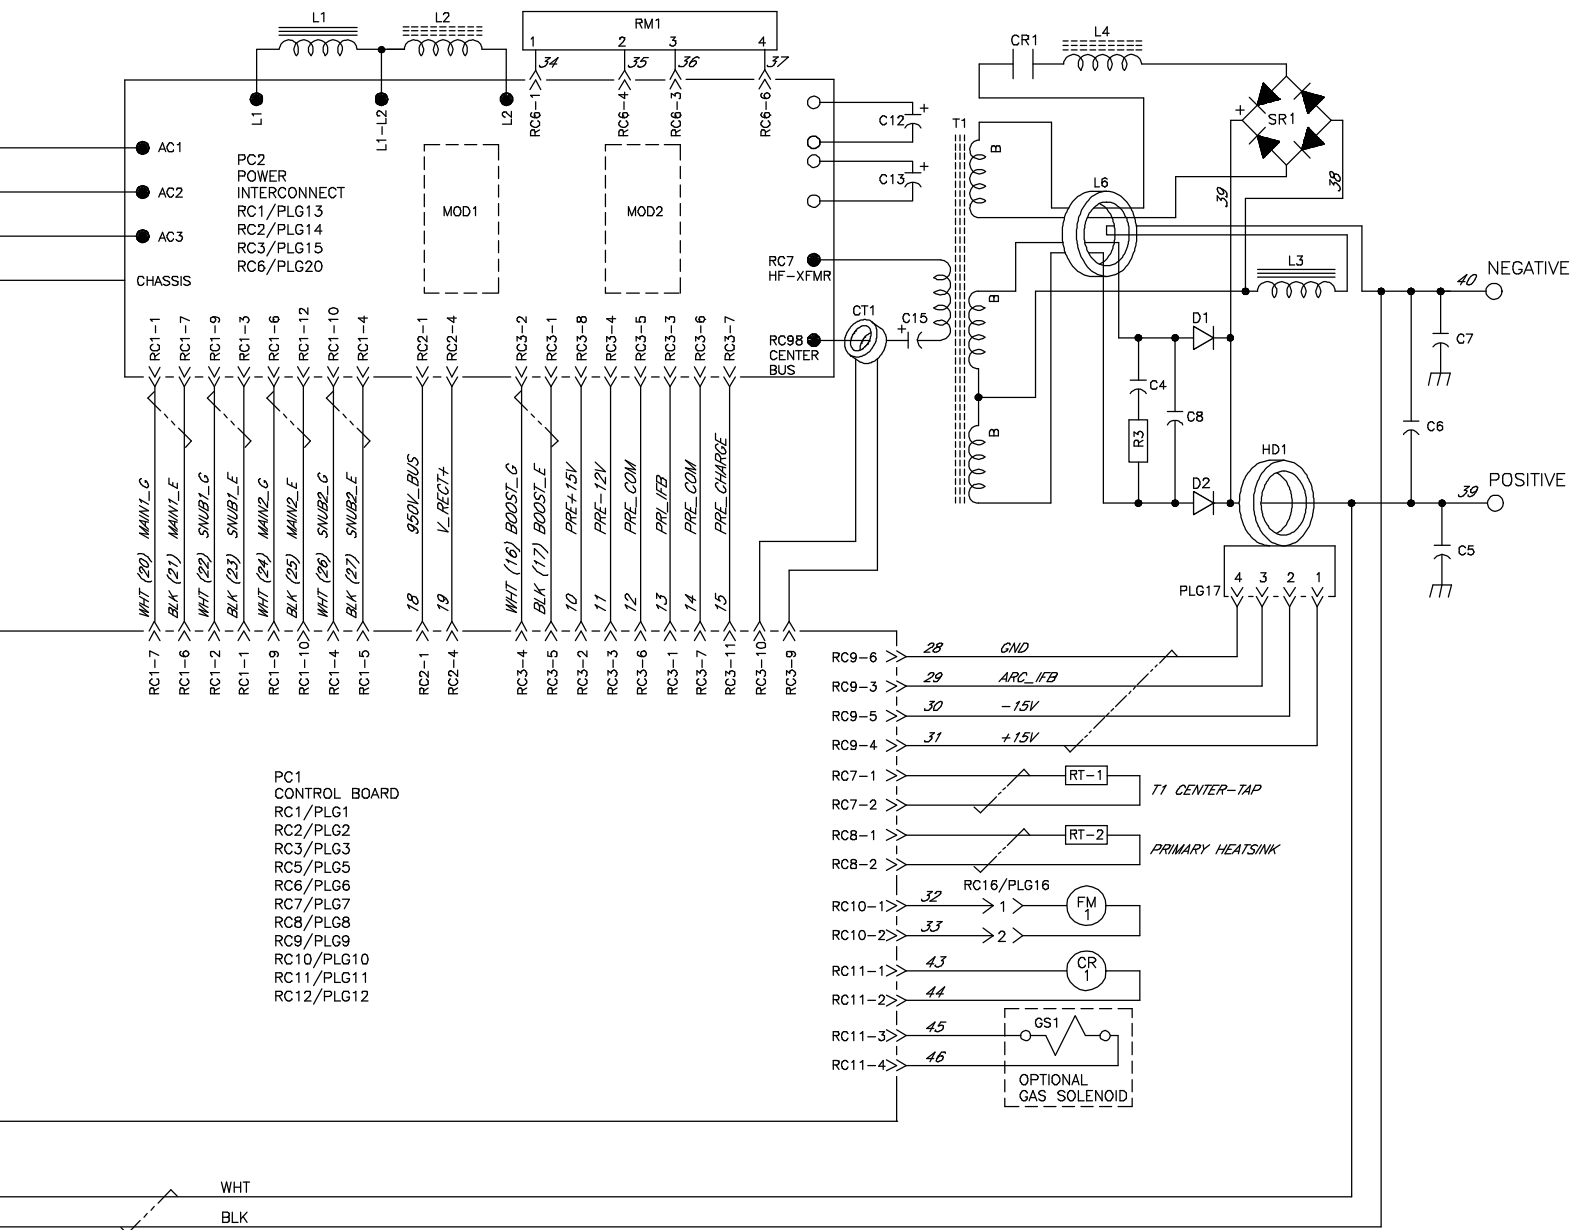 L1
L2
RM1
1
2
3
4
34
35
36
37
RC6-1
RC6-4
RC6-3
RC6-6
L1
L1-L2
L2
AC1
AC2
AC3
CHASSIS
PC2
POWER
INTERCONNECT
RC1/PLG13
RC2/PLG14
RC3/PLG15
RC6/PLG20
MOD1
MOD2
C12
+
C13
+
RC7
HF-XFMR
RC98
CENTER
BUS
CT1
+
C15
T1
B
B
B
CR1
L4
SR1
+
L6
39
38
L3
NEGATIVE
40
D1
C4
R3
C8
D2
C7
C6
HD1
POSITIVE
39
C5
PLG17
4
3
2
1
RC1-1
RC1-7
RC1-9
RC1-3
RC1-6
RC1-12
RC1-10
RC1-4
RC2-1
RC2-4
RC3-2
RC3-1
RC3-8
RC3-4
RC3-5
RC3-3
RC3-6
RC3-7
WHT (20) MAIN1_G
BLK (21) MAIN1_E
WHT (22) SNUB1_G
BLK (23) SNUB1_E
WHT (24) MAIN2_G
BLK (25) MAIN2_E
WHT (26) SNUB2_G
BLK (27) SNUB2_E
18 950V_BUS
19 V_RECT+
WHT (16) BOOST_G
BLK (17) BOOST_E
10 PRE+15V
11 PRE-12V
12 PRE_COM
13 PRI_IFB
14 PRE_COM
15 PRE_CHARGE
RC1-7
RC1-6
RC1-2
RC1-1
RC1-9
RC1-10
RC1-4
RC1-5
RC2-1
RC2-4
RC3-4
RC3-5
RC3-2
RC3-3
RC3-6
RC3-1
RC3-7
RC3-11
RC3-10
RC3-9
RC9-6 28 GND
RC9-3 29 ARC_IFB
RC9-5 30 -15V
RC9-4 31 +15V
RC7-1 RT-1
T1 CENTER-TAP
RC7-2
RC8-1 RT-2
PRIMARY HEATSINK
RC8-2
RC16/PLG16
RC10-1 32 1 FM
1
RC10-2 33 2
RC11-1 43 CR
1
RC11-2 44
RC11-3 45 GS1
RC11-4 46
OPTIONAL
GAS SOLENOID
PC1
CONTROL BOARD
RC1/PLG1
RC2/PLG2
RC3/PLG3
RC5/PLG5
RC6/PLG6
RC7/PLG7
RC8/PLG8
RC9/PLG9
RC10/PLG10
RC11/PLG11
RC12/PLG12
WHT
BLK